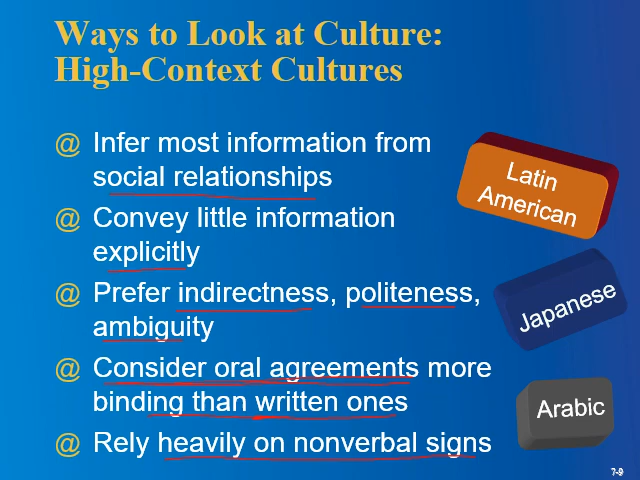 Ways to Look at Culture:
High-Context Cultures
@ Infer most information from
social relationships
@ Convey little information
explicitly
@ Prefer indirectness, politeness,
ambiguity
@ Consider oral agreements more
binding than written ones
@ Rely heavily on nonverbal signs
Latin
American
Japanese
Arabic
7-9